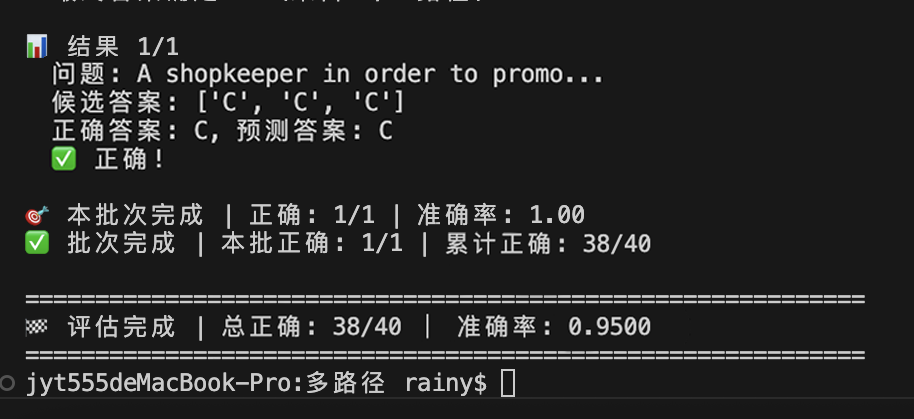 📊 结果 1/1
问题: A shopkeeper in order to promo...
候选答案: ['C', 'C', 'C']
正确答案: C, 预测答案: C
✅ 正确!
🎯 本批次完成 | 正确: 1/1 | 准确率: 1.00
✅ 批次完成 | 本批正确: 1/1 | 累计正确: 38/40
============================================================
🏁 评估完成 | 总正确: 38/40 | 准确率: 0.9500
============================================================
jyt555deMacBook-Pro:多路径 rainy$